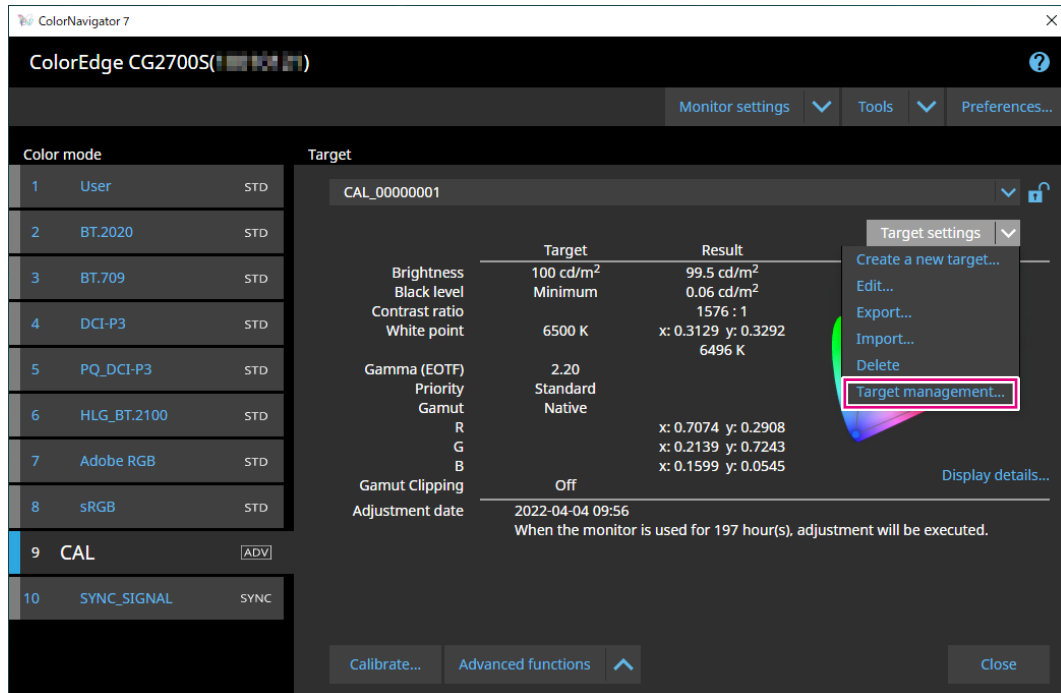 ColorNavigator 7
ColorEdge CG2700S( )
Monitor settings Tools Preferences...
Color mode
1 User STD
2 BT.2020 STD
3 BT.709 STD
4 DCI-P3 STD
5 PQ_DCI-P3 STD
6 HLG_BT.2100 STD
7 Adobe RGB STD
8 sRGB STD
9 CAL ADV
10 SYNC_SIGNAL SYNC
Target
CAL_00000001
Target settings
Create a new target...
Edit...
Export...
Import...
Delete
Target management...
Target Result
Brightness 100 cd/m² 99.5 cd/m²
Black level Minimum 0.06 cd/m²
Contrast ratio 1576 : 1
White point 6500 K x: 0.3129 y: 0.3292
6496 K
Gamma (EOTF) 2.20
Priority Standard
Gamut Native
R x: 0.7074 y: 0.2908
G x: 0.2139 y: 0.7243
B x: 0.1599 y: 0.0545
Gamut Clipping Off
Display details...
Adjustment date 2022-04-04 09:56
When the monitor is used for 197 hour(s), adjustment will be executed.
Calibrate... Advanced functions Close